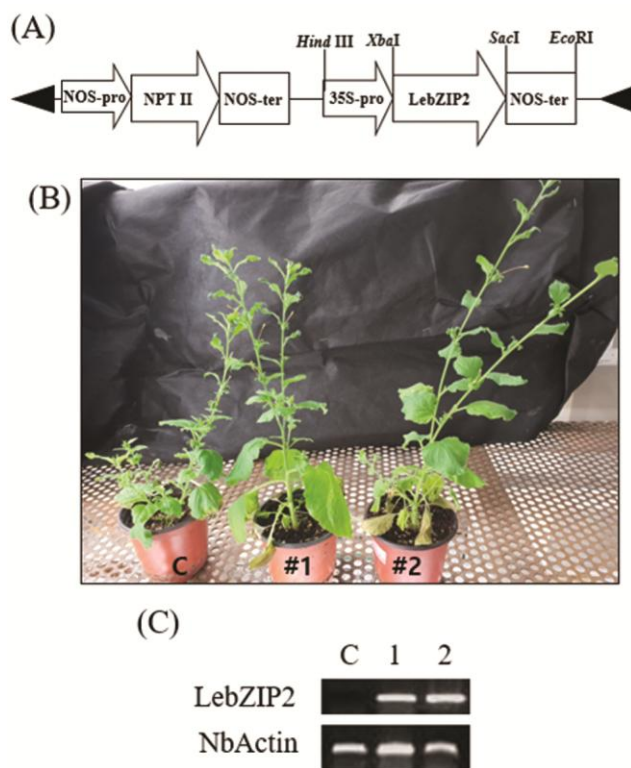 (A)
Hind III XbaI SacI EcoRI
NOS-pro NPT II NOS-ter 35S-pro LebZIP2 NOS-ter
(B)
C #1 #2
(C)
C 1 2
LebZIP2
NbActin